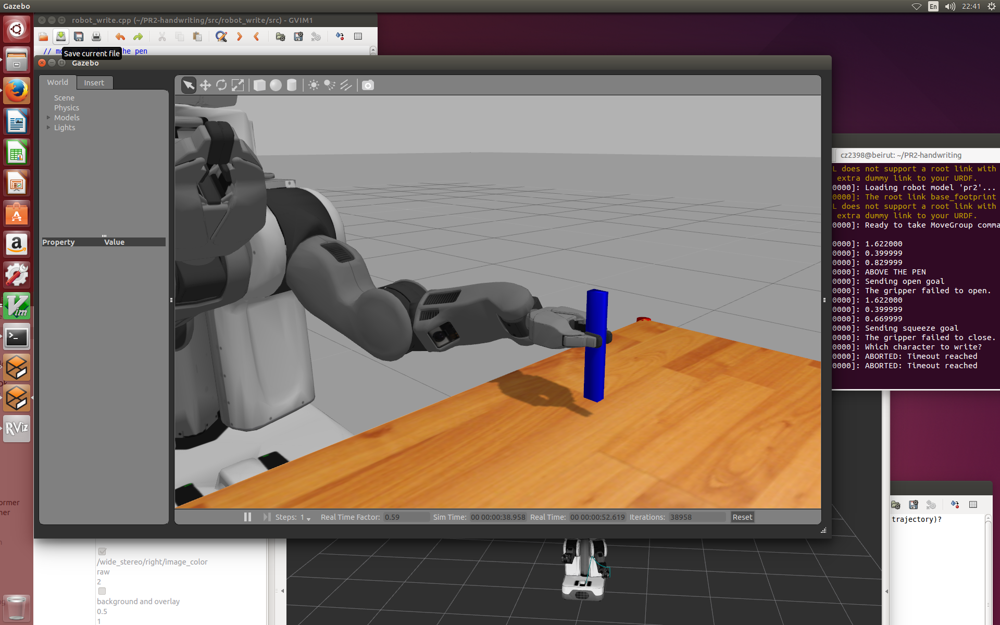 Gazebo
En
22:41
robot_write.cpp (~/PR2-handwriting/src/robot_write/src) - GVIM1
// mo
he pen
Save current file
Gazebo
World
Insert
Scene
Physics
Models
Lights
Property
Value
Steps: 1
Real Time Factor: 0.59
Sim Time: 00 00:00:38.958
Real Time: 00 00:00:52.619
Iterations: 38958
Reset
cz2398@beirut: ~/PR2-handwriting
L does not support a root link with
extra dummy link to your URDF.
0000]: Loading robot model 'pr2'...
0000]: The root link base_footprint
L does not support a root link with
extra dummy link to your URDF.
0000]: Ready to take MoveGroup comma
0000]: 1.622000
0000]: 0.399999
0000]: 0.829999
0000]: ABOVE THE PEN
0000]: Sending open goal
0000]: The gripper failed to open.
0000]: 1.622000
0000]: 0.399999
0000]: 0.669999
0000]: Sending squeeze goal
0000]: The gripper failed to close.
0000]: Which character to write?
0000]: ABORTED: Timeout reached
0000]: ABORTED: Timeout reached
trajectory)?
/wide_stereo/right/image_color
raw
2
background and overlay
0.5
1
a
Vim
>_
RViz
ormer
ner